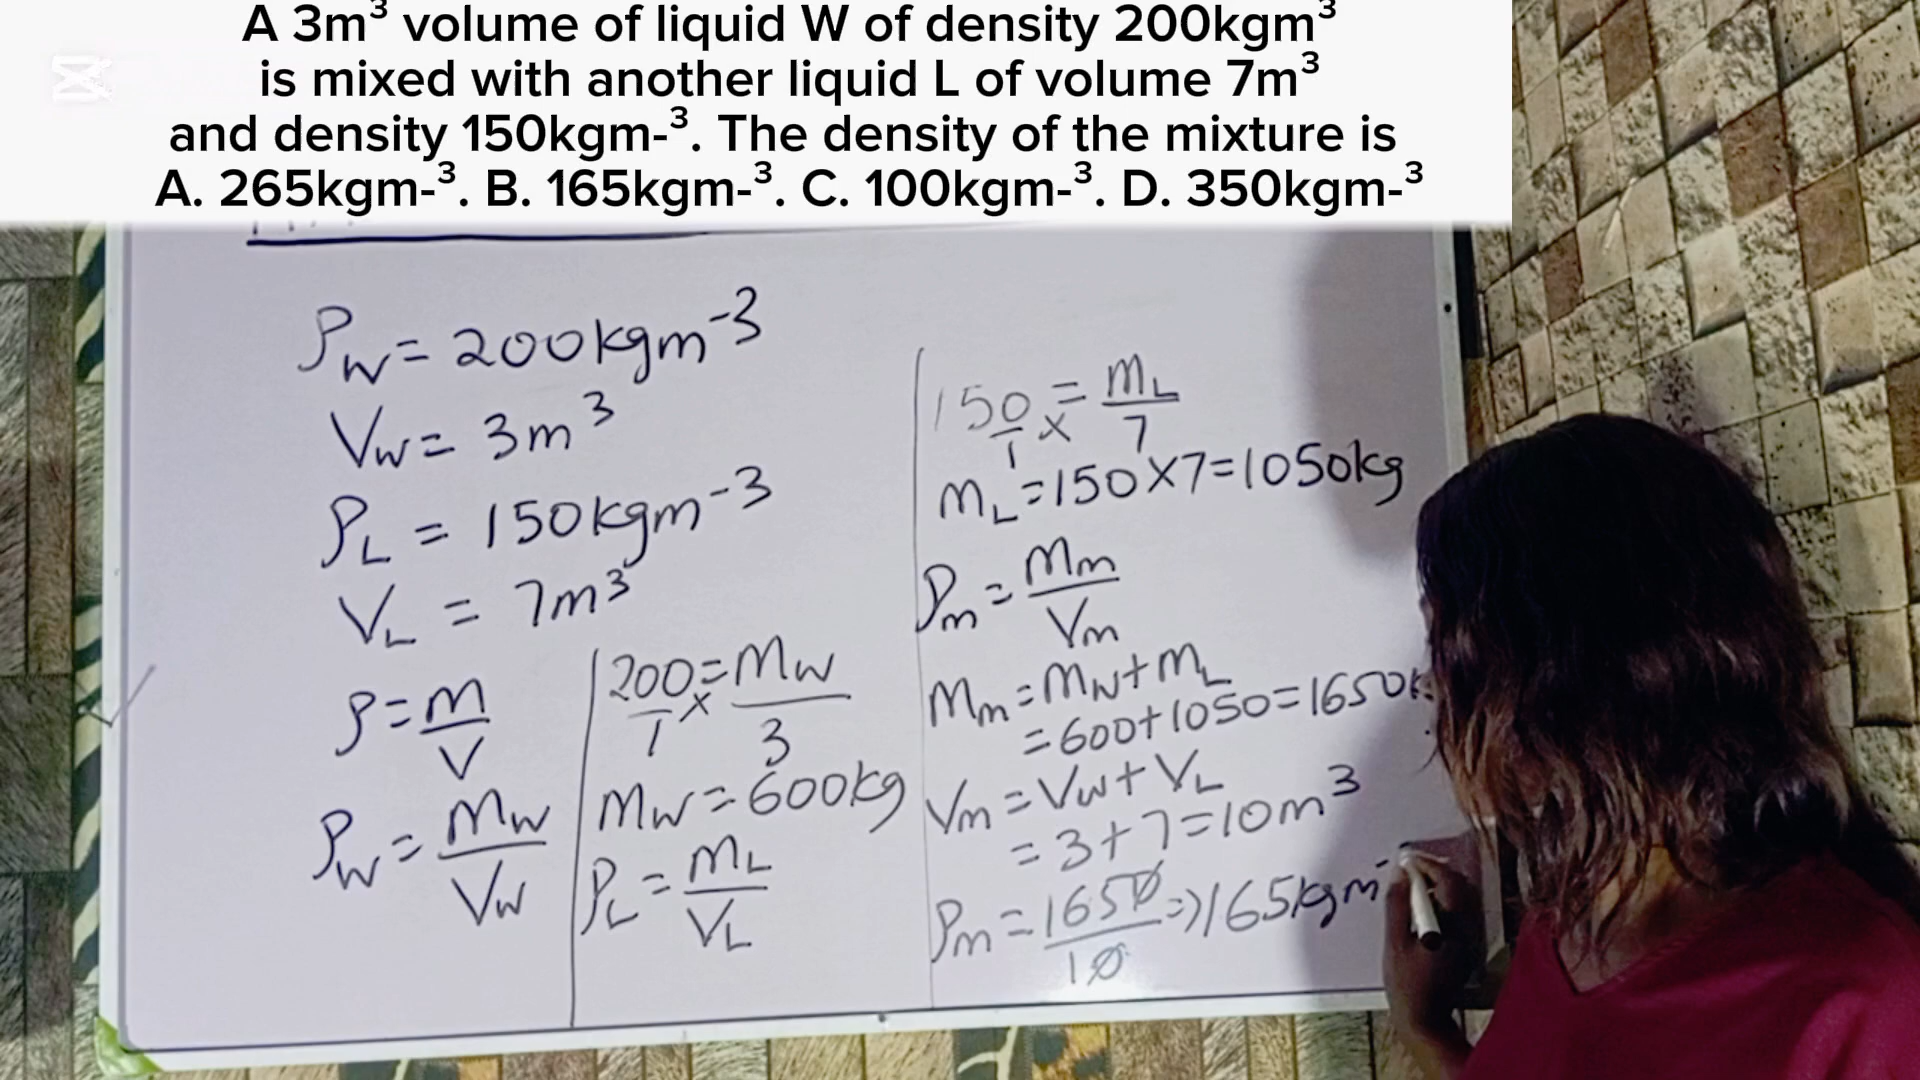 A 3m³ volume of liquid W of density 200kgm³
is mixed with another liquid L of volume 7m³
and density 150kgm-³. The density of the mixture is
A. 265kgm-³. B. 165kgm-³. C. 100kgm-³. D. 350kgm-³
ρw = 200kgm⁻³
Vw = 3m³
ρL = 150kgm⁻³
VL = 7m³
ρ = m/V
ρw = Mw/Vw
200/1 × = Mw/3
Mw = 600kg
ρL = mL/VL
150/1 × = mL/7
mL = 150×7=1050kg
ρm = Mm/Vm
Mm = Mw+mL
= 600+1050=1650k
Vm = Vw+VL
= 3+7=10m³
ρm = 1650/10 => 165kgm⁻